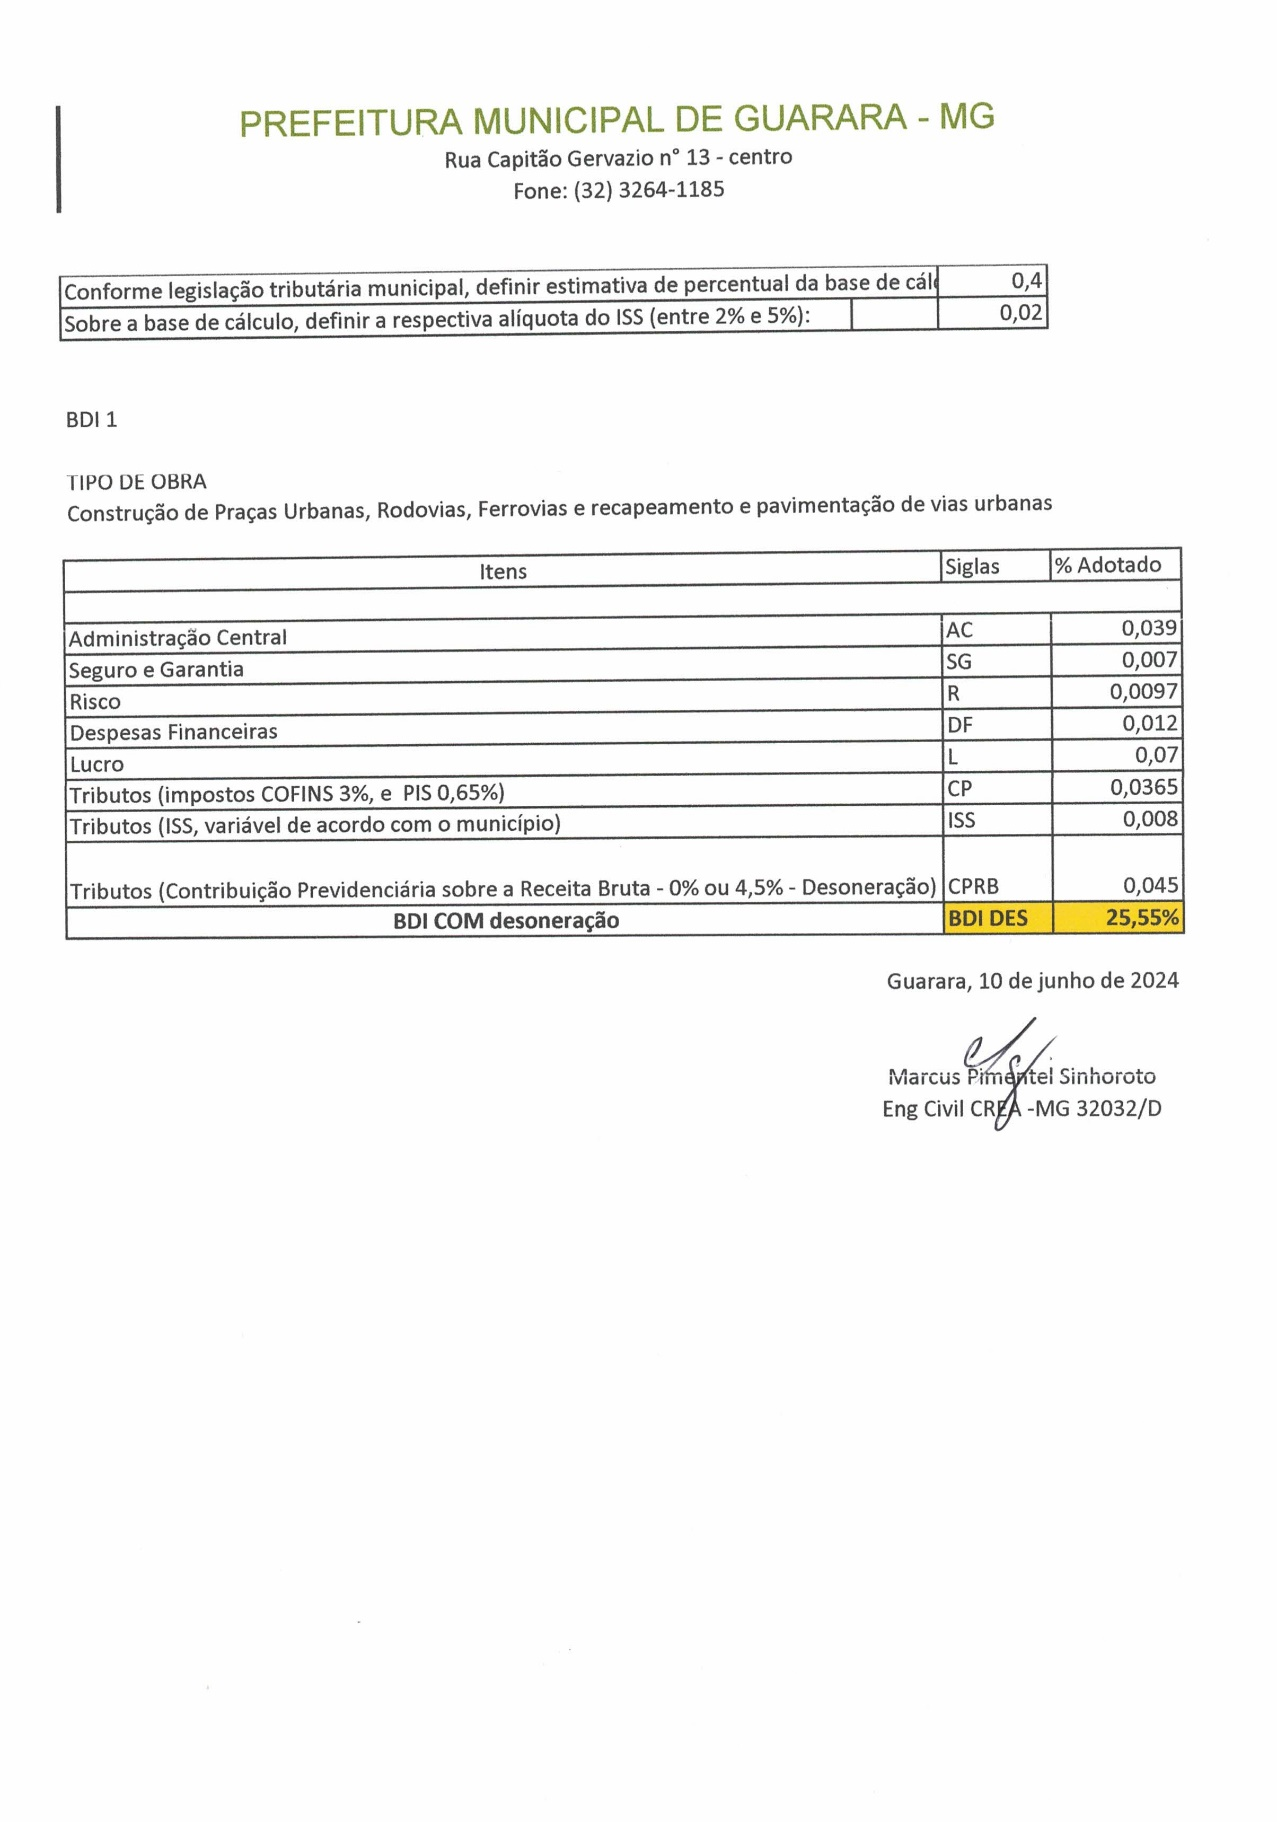 PREFEITURA MUNICIPAL DE GUARARA - MG
Rua Capitão Gervazio n° 13 - centro
Fone: (32) 3264-1185
Conforme legislação tributária municipal, definir estimativa de percentual da base de cál 0,4
Sobre a base de cálculo, definir a respectiva alíquota do ISS (entre 2% e 5%): 0,02
BDI 1
TIPO DE OBRA
Construção de Praças Urbanas, Rodovias, Ferrovias e recapeamento e pavimentação de vias urbanas
Itens Siglas % Adotado
Administração Central AC 0,039
Seguro e Garantia SG 0,007
Risco R 0,0097
Despesas Financeiras DF 0,012
Lucro L 0,07
Tributos (impostos COFINS 3%, e PIS 0,65%) CP 0,0365
Tributos (ISS, variável de acordo com o município) ISS 0,008
Tributos (Contribuição Previdenciária sobre a Receita Bruta - 0% ou 4,5% - Desoneração) CPRB 0,045
BDI COM desoneração BDI DES 25,55%
Guarara, 10 de junho de 2024
Marcus Pimentel Sinhoroto
Eng Civil CREA -MG 32032/D